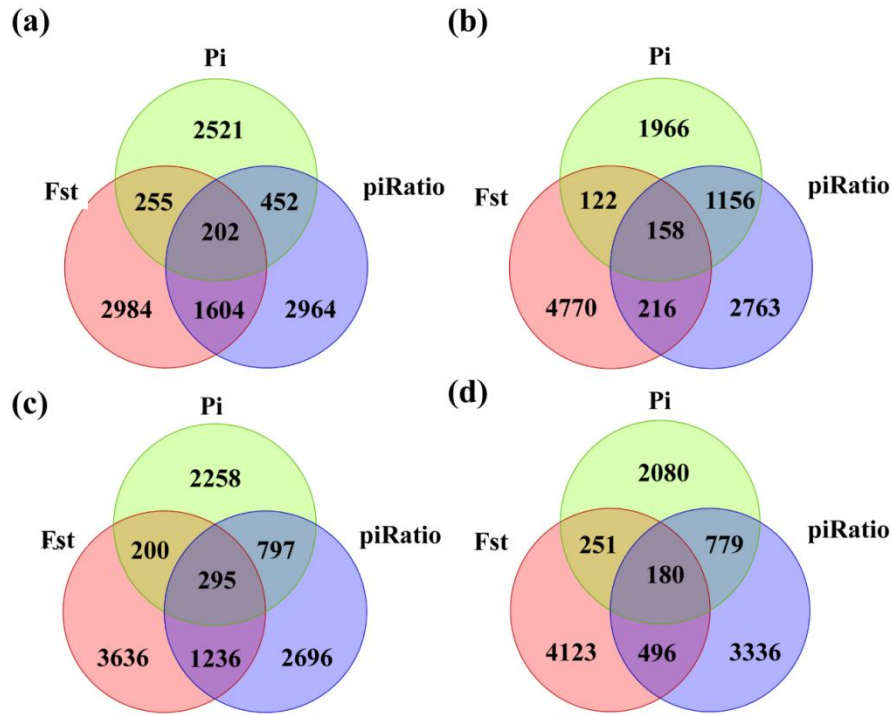 (a)
Pi
2521
Fst
255
452
piRatio
202
2984
1604
2964
(b)
Pi
1966
Fst
122
1156
piRatio
158
4770
216
2763
(c)
Pi
2258
Fst
200
797
piRatio
295
3636
1236
2696
(d)
Pi
2080
Fst
251
779
piRatio
180
4123
496
3336